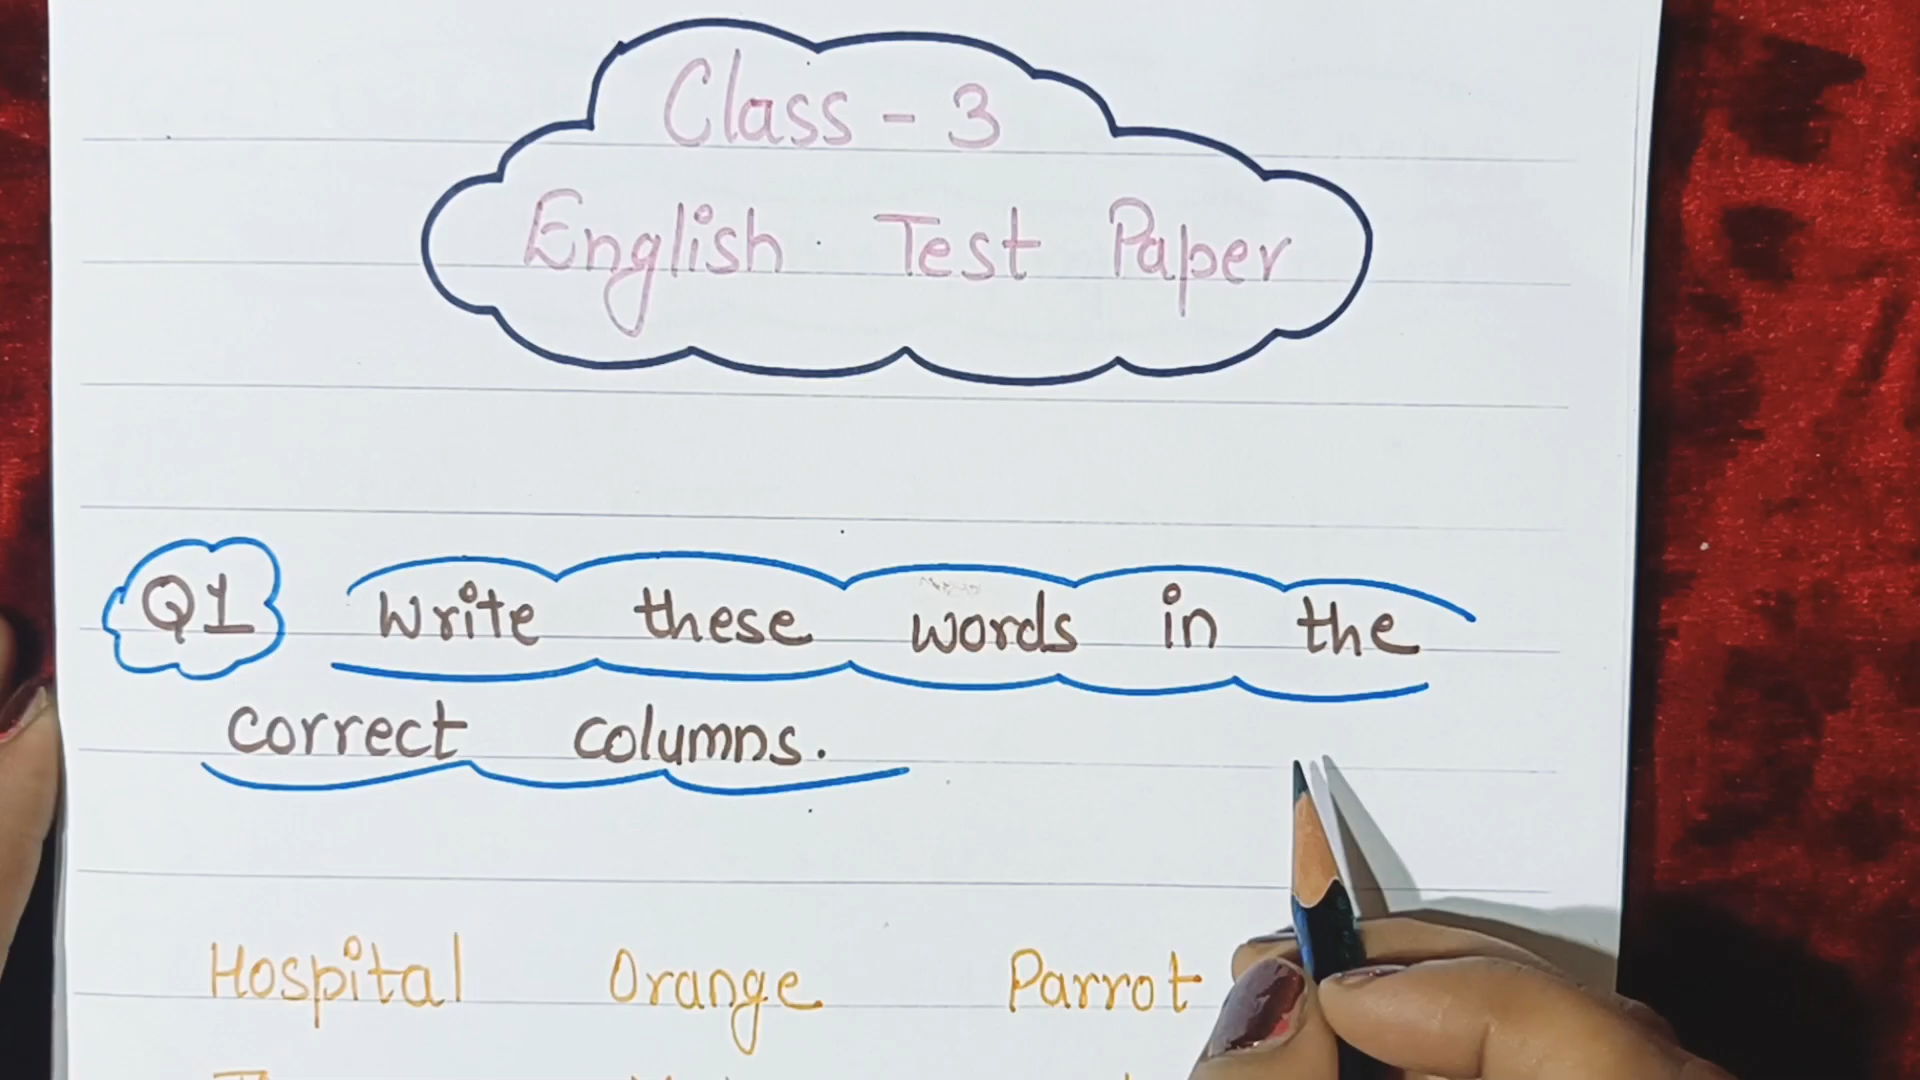 Class - 3
English Test Paper
Q1 Write these words in the
correct columns.
Hospital Orange Parrot